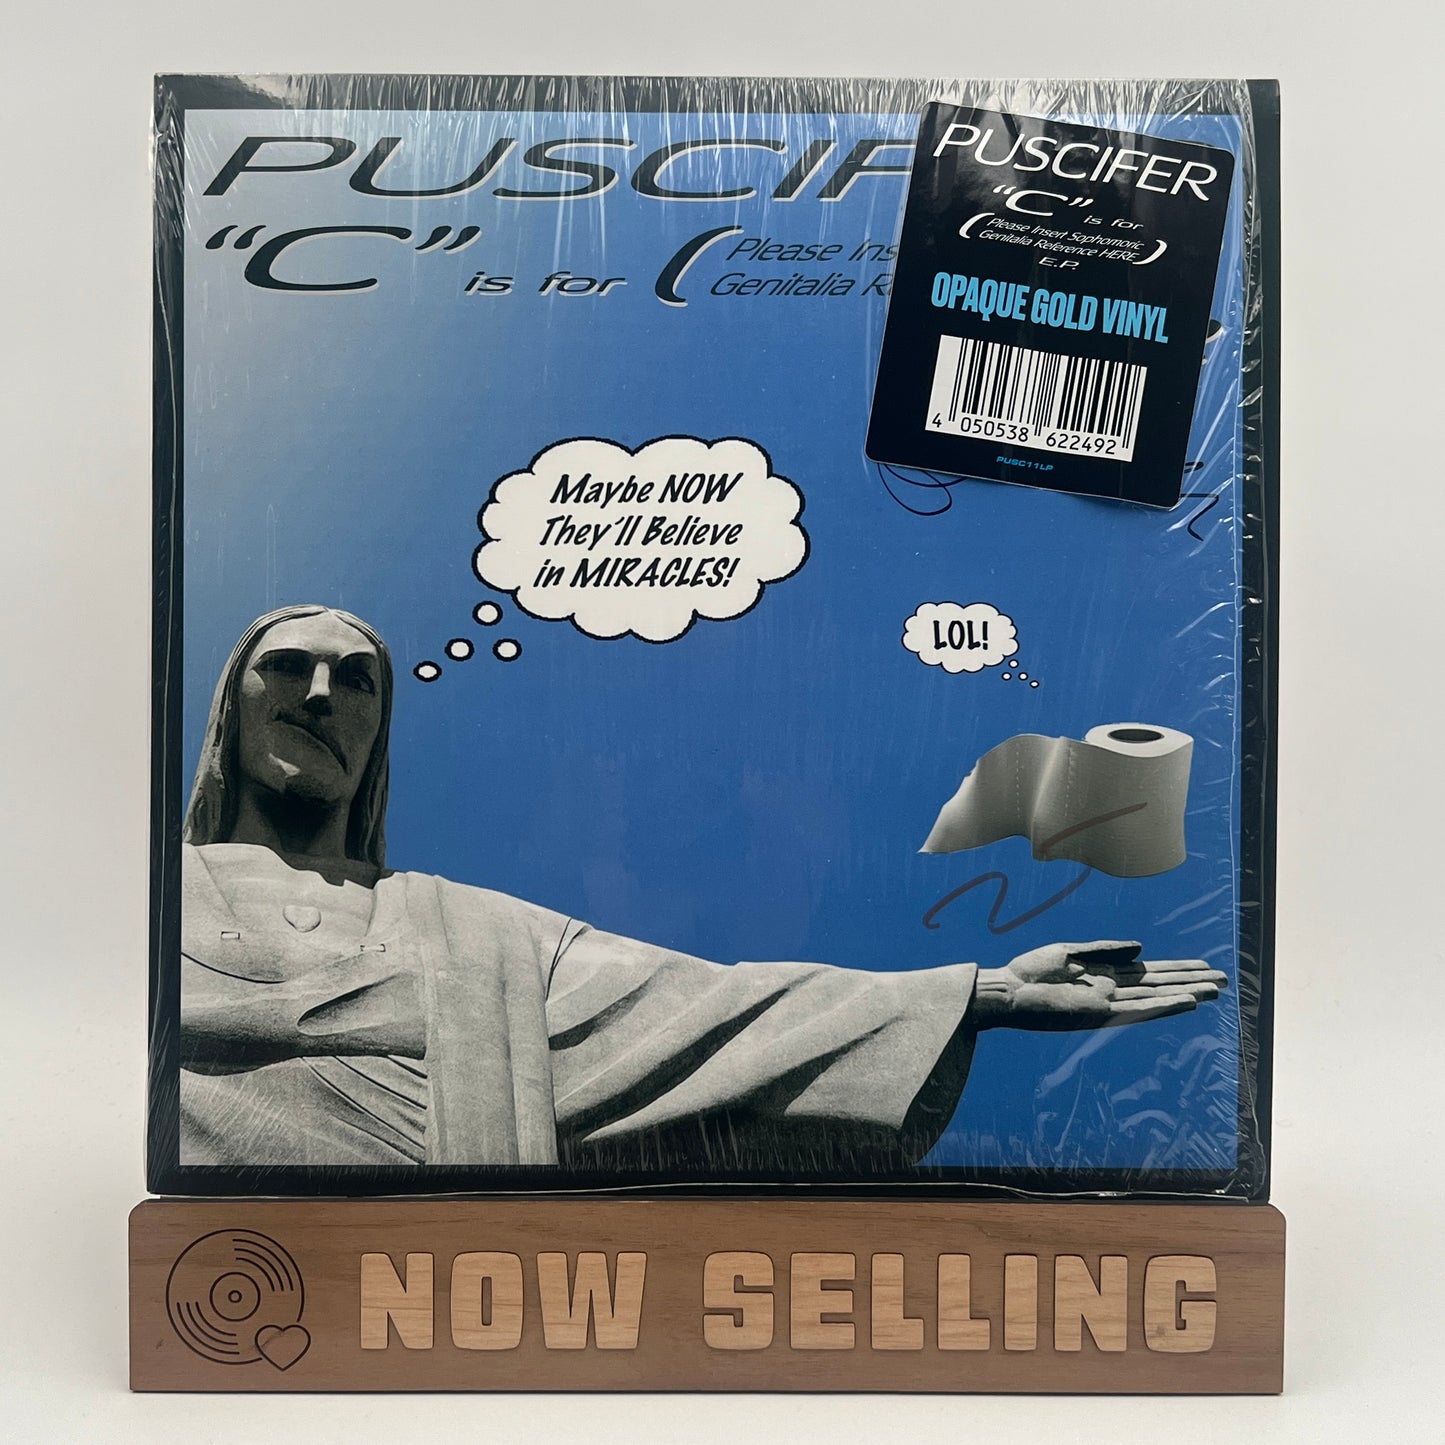 PUSCIF
"C" is for (Please Ins
Genitalia R
PUSCIFER
"C" is for
(Please Insert Sophomoric
Genitalia Reference HERE)
E.P.
OPAQUE GOLD VINYL
4 050538 622492
PUSC11LP
Maybe NOW
They'll Believe
in MIRACLES!
LOL!
NOW SELLING